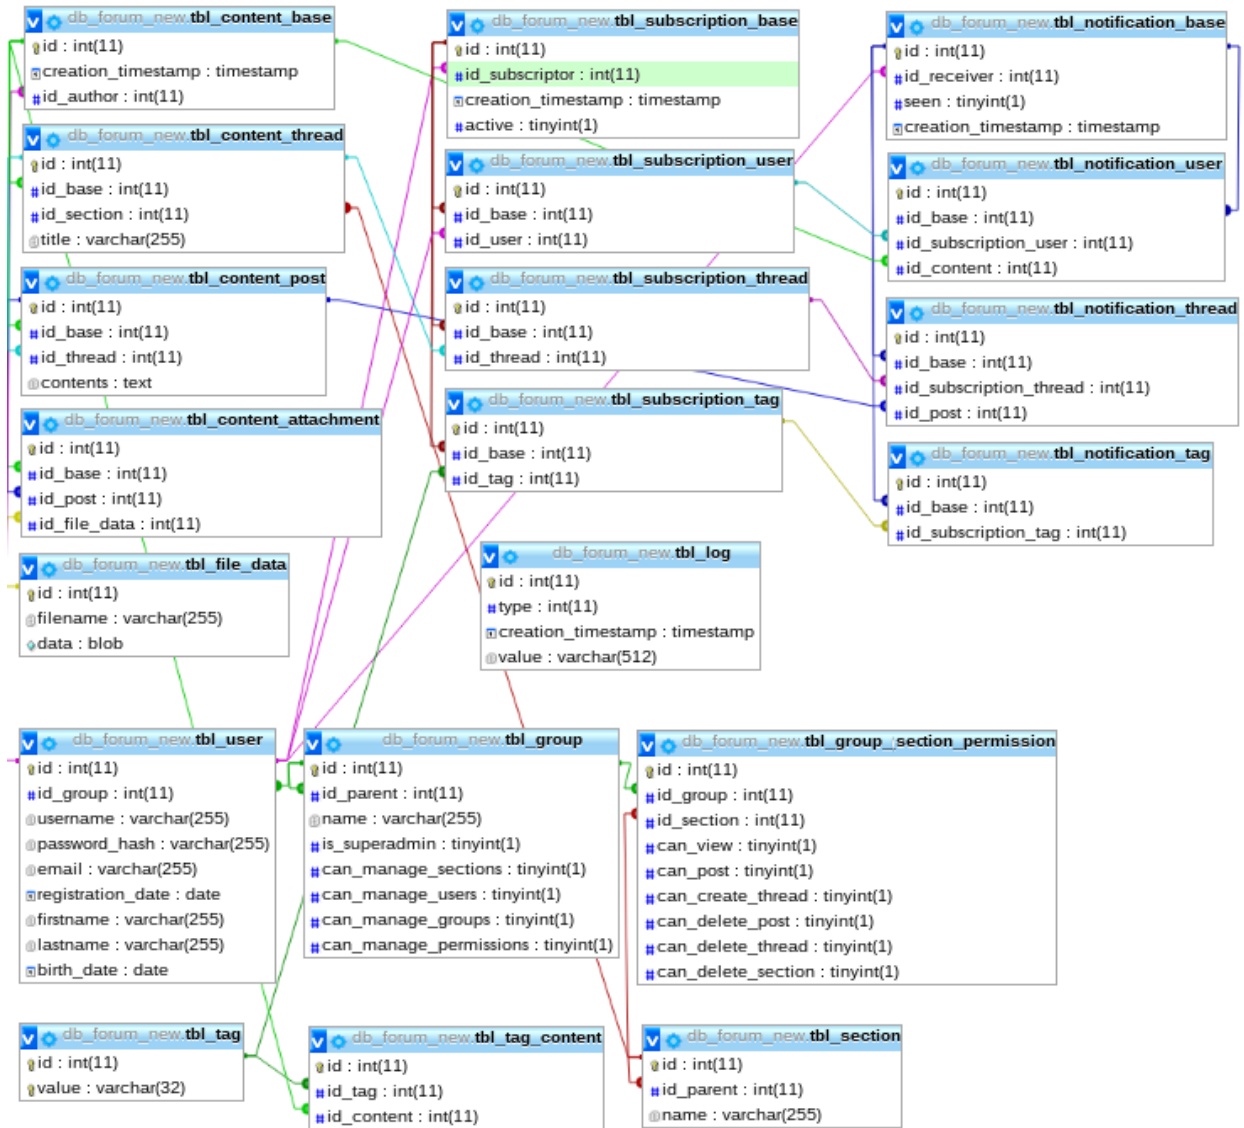 db_forum_new.tbl_content_base
id : int(11)
creation_timestamp : timestamp
id_author : int(11)
db_forum_new.tbl_content_thread
id : int(11)
id_base : int(11)
id_section : int(11)
title : varchar(255)
db_forum_new.tbl_content_post
id : int(11)
id_base : int(11)
id_thread : int(11)
contents : text
db_forum_new.tbl_content_attachment
id : int(11)
id_base : int(11)
id_post : int(11)
id_file_data : int(11)
db_forum_new.tbl_file_data
id : int(11)
filename : varchar(255)
data : blob
db_forum_new.tbl_subscription_base
id : int(11)
id_subscriptor : int(11)
creation_timestamp : timestamp
active : tinyint(1)
db_forum_new.tbl_subscription_user
id : int(11)
id_base : int(11)
id_user : int(11)
db_forum_new.tbl_subscription_thread
id : int(11)
id_base : int(11)
id_thread : int(11)
db_forum_new.tbl_subscription_tag
id : int(11)
id_base : int(11)
id_tag : int(11)
db_forum_new.tbl_log
id : int(11)
type : int(11)
creation_timestamp : timestamp
value : varchar(512)
db_forum_new.tbl_notification_base
id : int(11)
id_receiver : int(11)
seen : tinyint(1)
creation_timestamp : timestamp
db_forum_new.tbl_notification_user
id : int(11)
id_base : int(11)
id_subscription_user : int(11)
id_content : int(11)
db_forum_new.tbl_notification_thread
id : int(11)
id_base : int(11)
id_subscription_thread : int(11)
id_post : int(11)
db_forum_new.tbl_notification_tag
id : int(11)
id_base : int(11)
id_subscription_tag : int(11)
db_forum_new.tbl_user
id : int(11)
id_group : int(11)
username : varchar(255)
password_hash : varchar(255)
email : varchar(255)
registration_date : date
firstname : varchar(255)
lastname : varchar(255)
birth_date : date
db_forum_new.tbl_group
id : int(11)
id_parent : int(11)
name : varchar(255)
is_superadmin : tinyint(1)
can_manage_sections : tinyint(1)
can_manage_users : tinyint(1)
can_manage_groups : tinyint(1)
can_manage_permissions : tinyint(1)
db_forum_new.tbl_group_section_permission
id : int(11)
id_group : int(11)
id_section : int(11)
can_view : tinyint(1)
can_post : tinyint(1)
can_create_thread : tinyint(1)
can_delete_post : tinyint(1)
can_delete_thread : tinyint(1)
can_delete_section : tinyint(1)
db_forum_new.tbl_tag
id : int(11)
value : varchar(32)
db_forum_new.tbl_tag_content
id : int(11)
id_tag : int(11)
id_content : int(11)
db_forum_new.tbl_section
id : int(11)
id_parent : int(11)
name : varchar(255)